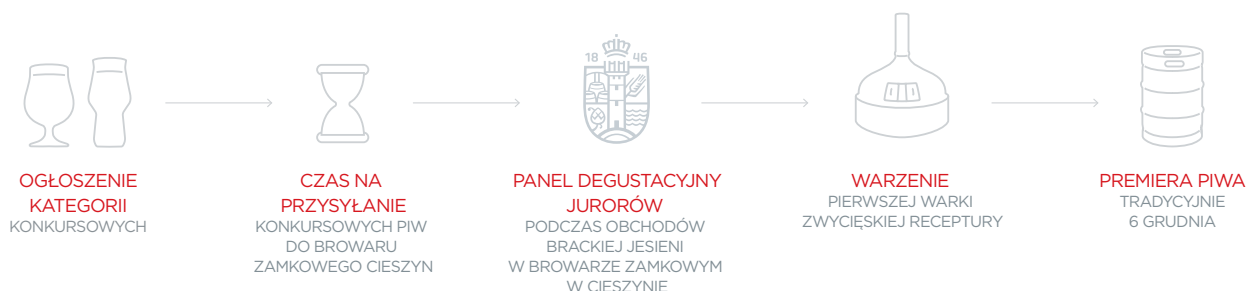 18 46
OGŁOSZENIE
KATEGORII
KONKURSOWYCH
CZAS NA
PRZYSYŁANIE
KONKURSOWYCH PIW
DO BROWARU
ZAMKOWEGO CIESZYN
PANEL DEGUSTACYJNY
JURORÓW
PODCZAS OBCHODÓW
BRACKIEJ JESIENI
W BROWARZE ZAMKOWYM
W CIESZYNIE
WARZENIE
PIERWSZEJ WARKI
ZWYCIĘSKIEJ RECEPTURY
PREMIERA PIWA
TRADYCYJNIE
6 GRUDNIA